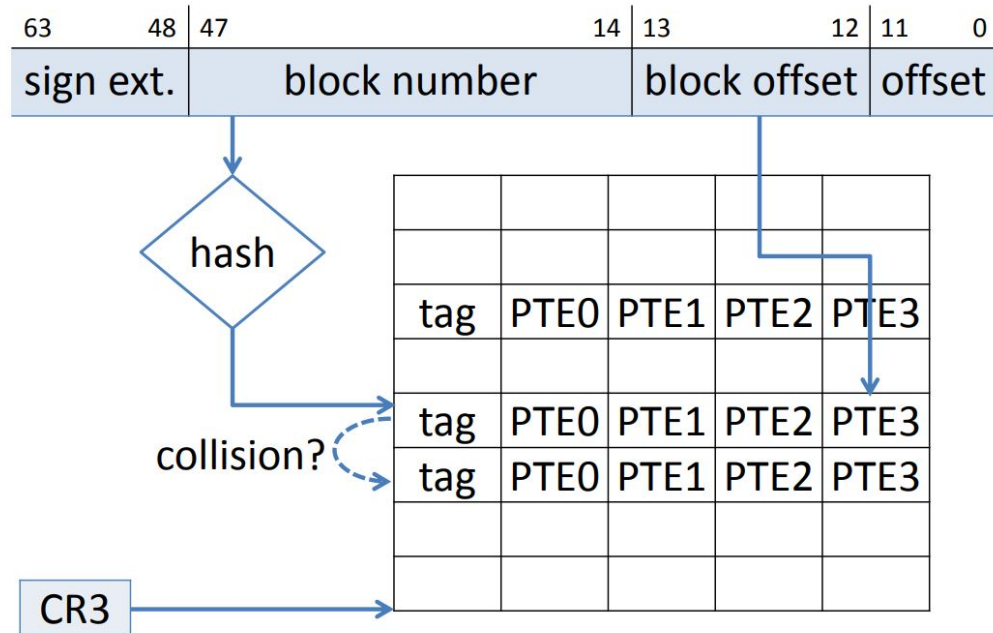 63 48 47 14 13 12 11 0
sign ext. block number block offset offset
hash
tag PTE0 PTE1 PTE2 PTE3
tag PTE0 PTE1 PTE2 PTE3
collision?
tag PTE0 PTE1 PTE2 PTE3
CR3